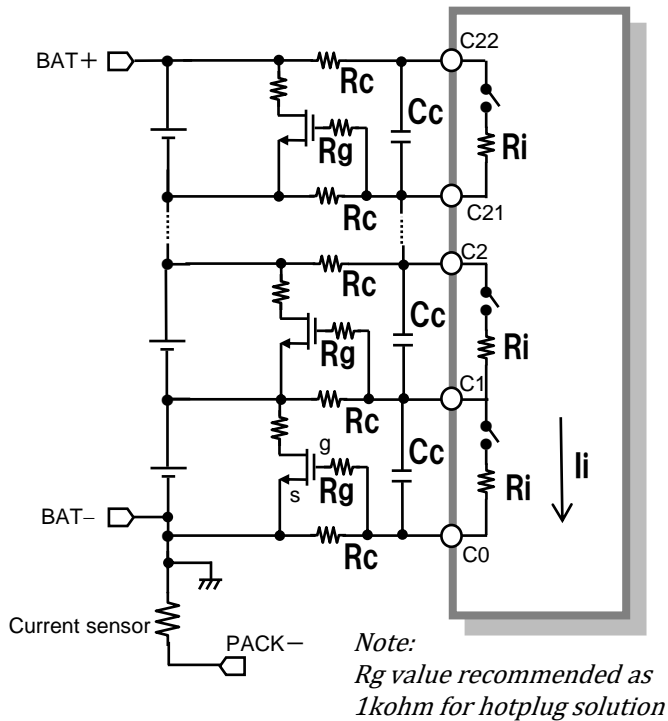 C22
BAT+
Rc
Cc
Rg
Ri
Rc
C21
C2
Rc
Cc
Rg
Ri
C1
Rc
g
Cc
Ii
s
Rg
Ri
BAT−
Rc
C0
Current sensor
PACK−
Note:
Rg value recommended as
1kohm for hotplug solution